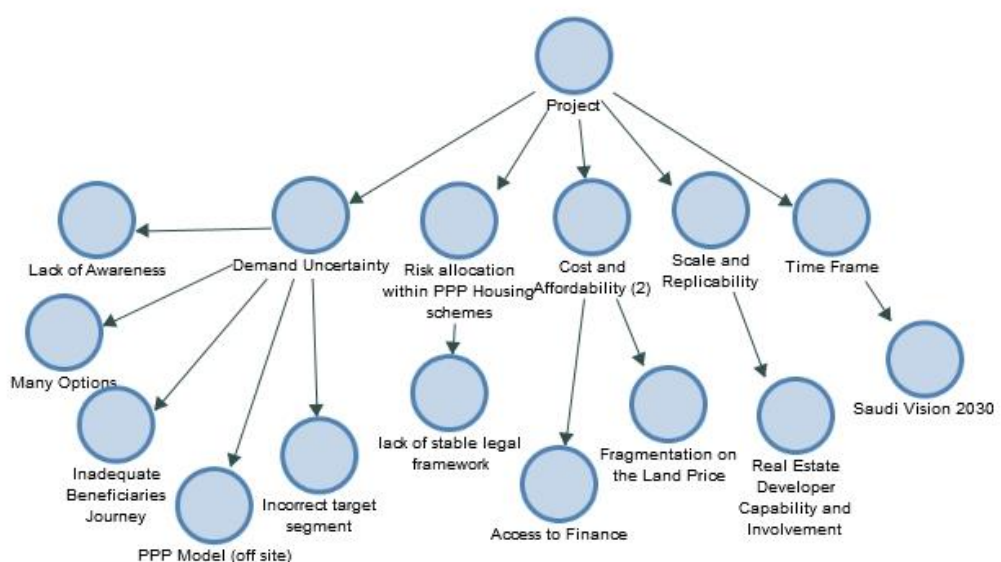 Project
Lack of Awareness
Demand Uncertainty
Risk allocation
within PPP Housing
schemes
Cost and
Affordability (2)
Scale and
Replicability
Time Frame
Many Options
Inadequate
Beneficiaries
Journey
PPP Model (off site)
Incorrect target
segment
lack of stable legal
framework
Access to Finance
Fragmentation on
the Land Price
Real Estate
Developer
Capability and
Involvement
Saudi Vision 2030